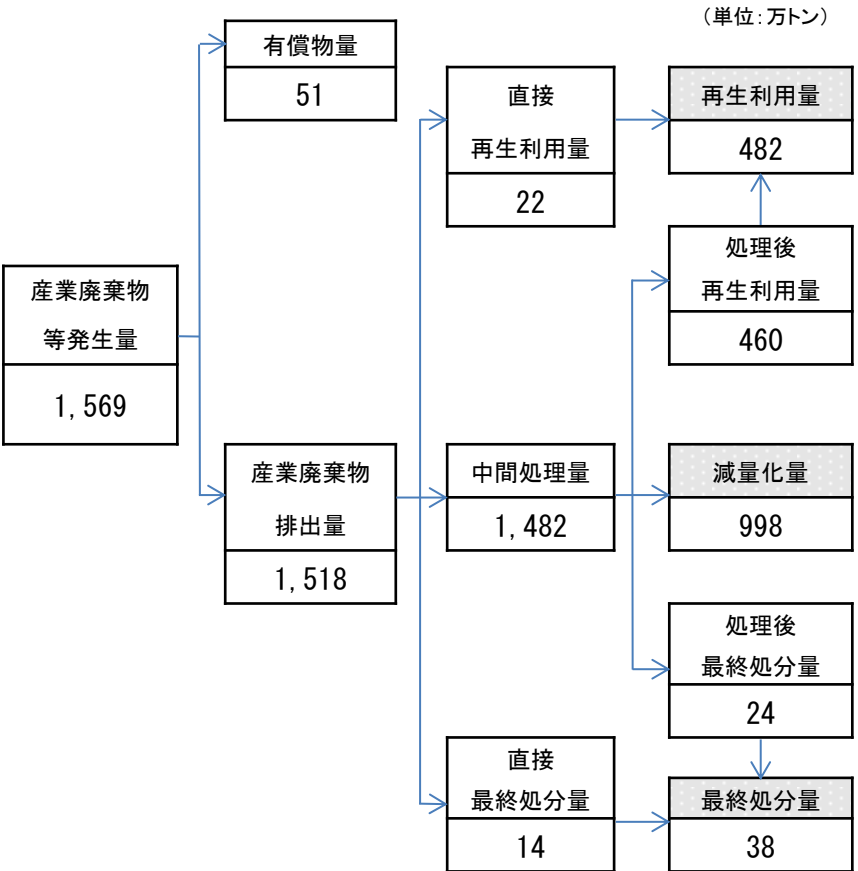 （単位：万トン）
有償物量
51
直接
再生利用量
22
再生利用量
482
処理後
再生利用量
460
産業廃棄物
等発生量
1,569
産業廃棄物
排出量
1,518
中間処理量
1,482
減量化量
998
処理後
最終処分量
24
直接
最終処分量
14
最終処分量
38